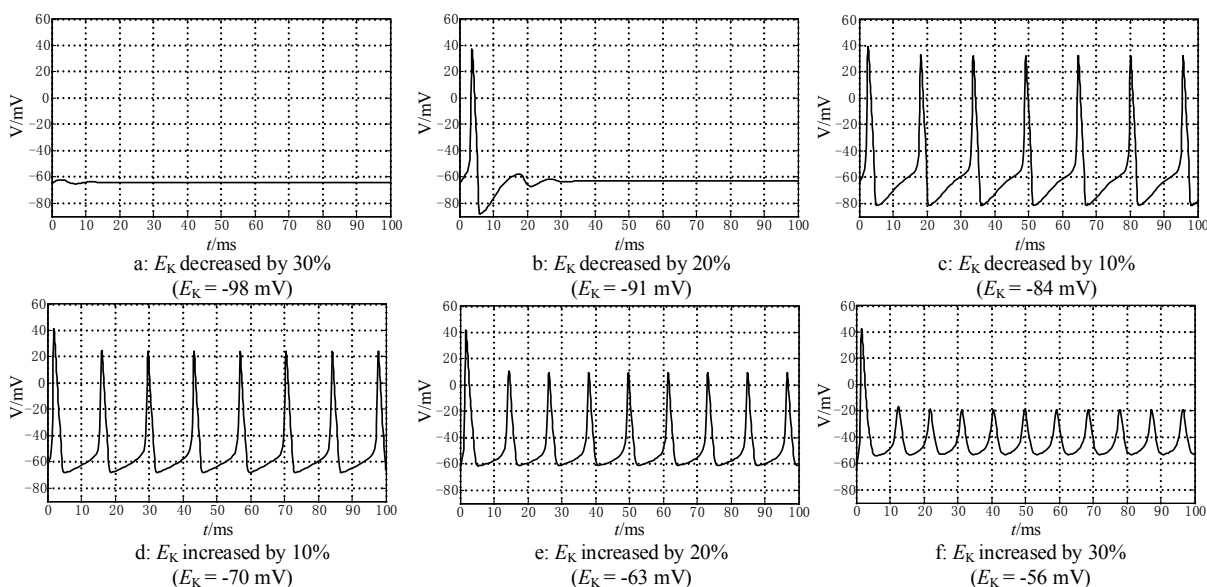 60
40
20
0
−20
−40
−60
−80
V/mV
0 10 20 30 40 50 60 70 80 90 100
t/ms
a: EK decreased by 30%
(EK = -98 mV)
60
40
20
0
−20
−40
−60
−80
V/mV
0 10 20 30 40 50 60 70 80 90 100
t/ms
b: EK decreased by 20%
(EK = -91 mV)
60
40
20
0
−20
−40
−60
−80
V/mV
0 10 20 30 40 50 60 70 80 90 100
t/ms
c: EK decreased by 10%
(EK = -84 mV)
60
40
20
0
−20
−40
−60
−80
V/mV
0 10 20 30 40 50 60 70 80 90 100
t/ms
d: EK increased by 10%
(EK = -70 mV)
60
40
20
0
−20
−40
−60
−80
V/mV
0 10 20 30 40 50 60 70 80 90 100
t/ms
e: EK increased by 20%
(EK = -63 mV)
60
40
20
0
−20
−40
−60
−80
V/mV
0 10 20 30 40 50 60 70 80 90 100
t/ms
f: EK increased by 30%
(EK = -56 mV)